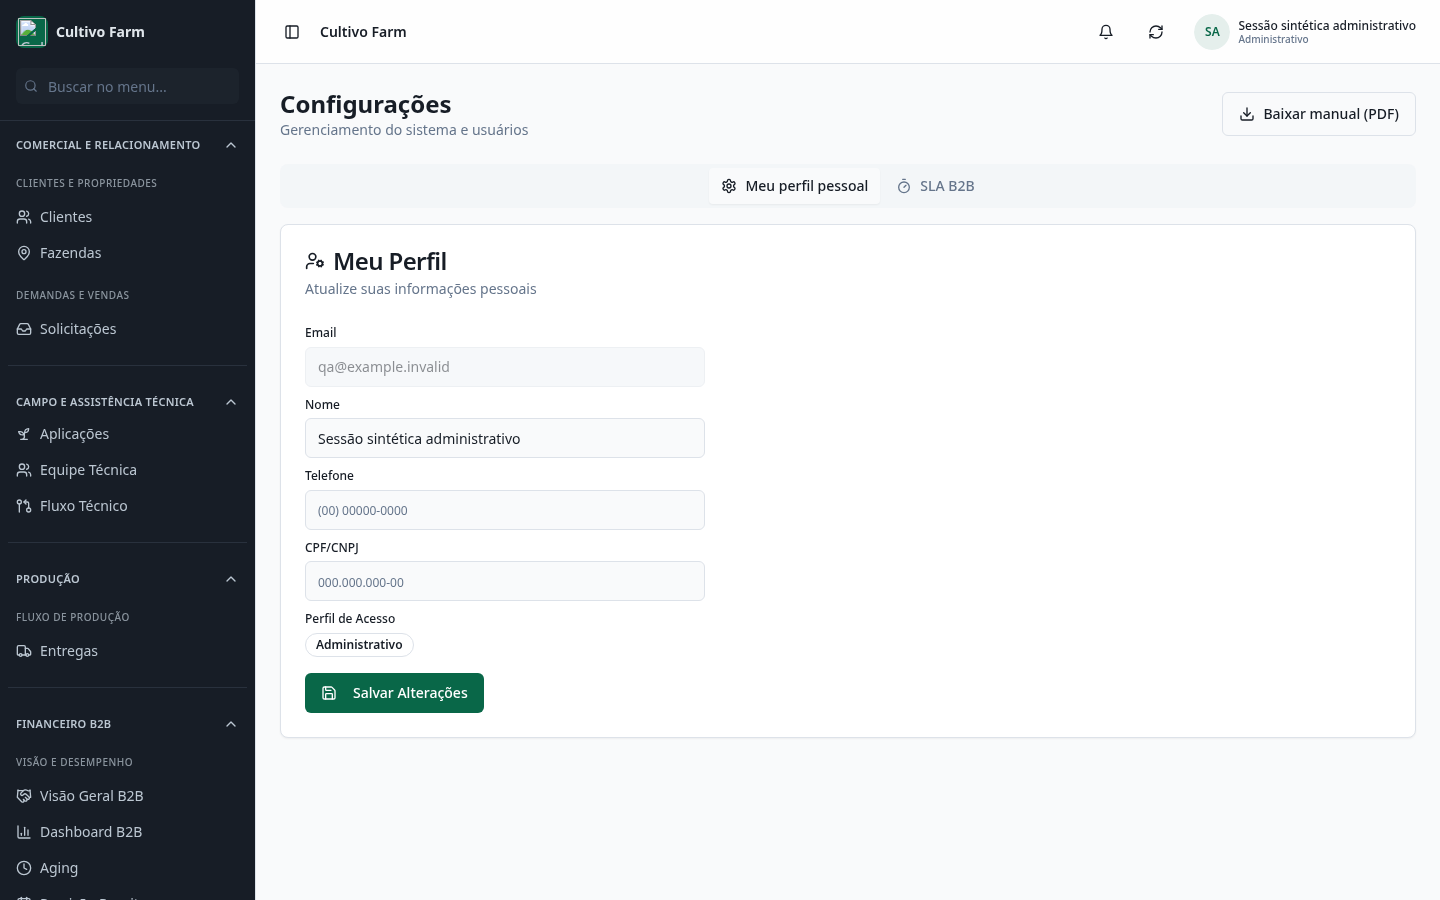 Cultivo Farm
Buscar no menu...
COMERCIAL E RELACIONAMENTO
CLIENTES E PROPRIEDADES
Clientes
Fazendas
DEMANDAS E VENDAS
Solicitações
CAMPO E ASSISTÊNCIA TÉCNICA
Aplicações
Equipe Técnica
Fluxo Técnico
PRODUÇÃO
FLUXO DE PRODUÇÃO
Entregas
FINANCEIRO B2B
VISÃO E DESEMPENHO
Visão Geral B2B
Dashboard B2B
Aging
Cultivo Farm
SA
Sessão sintética administrativo
Administrativo
Configurações
Gerenciamento do sistema e usuários
Baixar manual (PDF)
Meu perfil pessoal
SLA B2B
Meu Perfil
Atualize suas informações pessoais
Email
qa@example.invalid
Nome
Sessão sintética administrativo
Telefone
(00) 00000-0000
CPF/CNPJ
000.000.000-00
Perfil de Acesso
Administrativo
Salvar Alterações